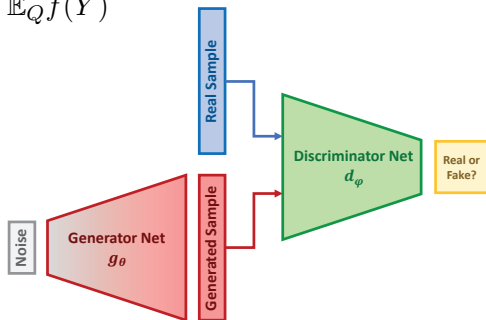 𝔼_Q f(Y)
Real Sample
Discriminator Net
d_φ
Real or
Fake?
Noise
Generator Net
g_θ
Generated Sample